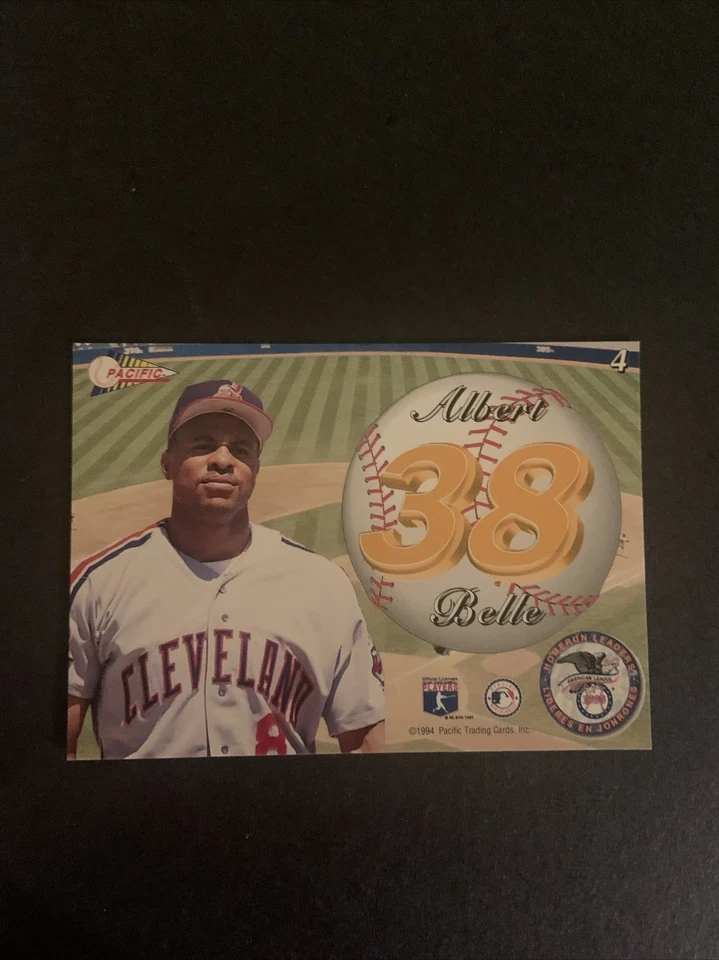 PACIFIC
4
Albert
38
Belle
CLEVELAND
8
PLAYERS
HOMERUN LEADERS
AMERICAN LEAGUE
LIDERES EN JONRONES
©1994 Pacific Trading Cards, Inc.